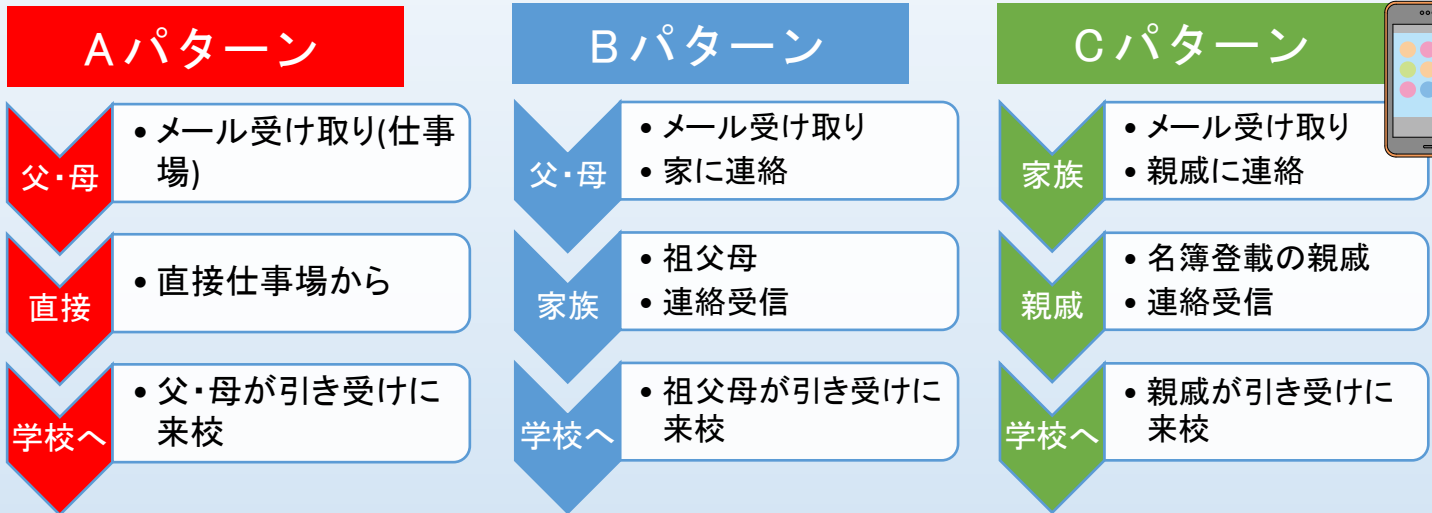 Aパターン
父・母
• メール受け取り(仕事
場)
直接
• 直接仕事場から
学校へ
• 父・母が引き受けに
来校
Bパターン
父・母
• メール受け取り
• 家に連絡
家族
• 祖父母
• 連絡受信
学校へ
• 祖父母が引き受けに
来校
Cパターン
家族
• メール受け取り
• 親戚に連絡
親戚
• 名簿登載の親戚
• 連絡受信
学校へ
• 親戚が引き受けに
来校